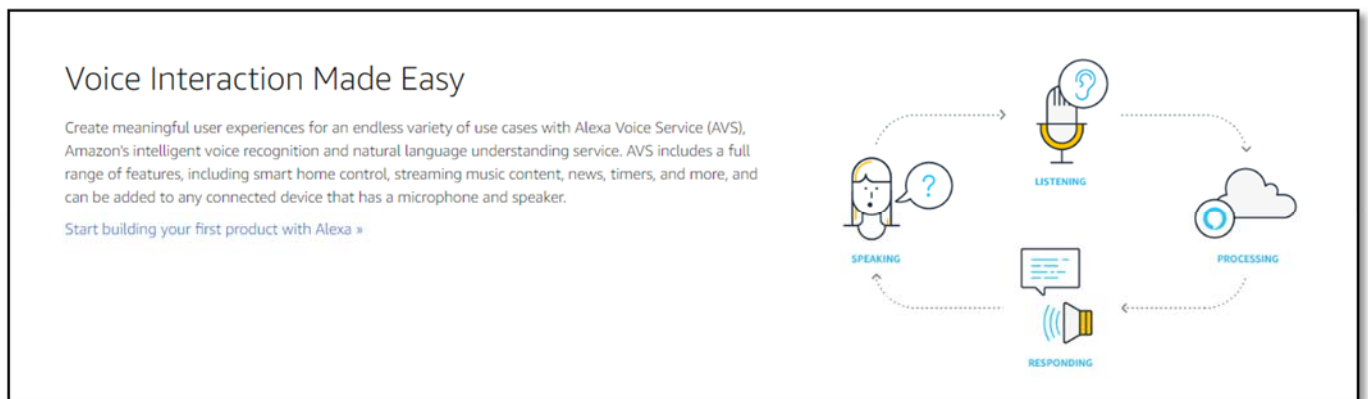 Voice Interaction Made Easy
Create meaningful user experiences for an endless variety of use cases with Alexa Voice Service (AVS),
Amazon's intelligent voice recognition and natural language understanding service. AVS includes a full
range of features, including smart home control, streaming music content, news, timers, and more, and
can be added to any connected device that has a microphone and speaker.
Start building your first product with Alexa »
LISTENING
?
SPEAKING
PROCESSING
RESPONDING